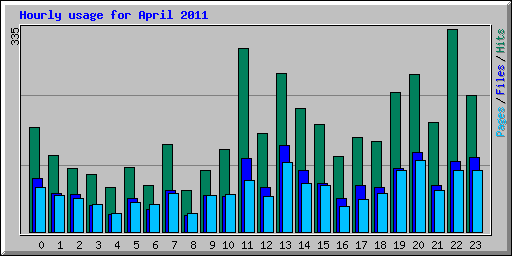 Hourly usage for April 2011
335
Pages / Files / Hits
0 1 2 3 4 5 6 7 8 9 10 11 12 13 14 15 16 17 18 19 20 21 22 23